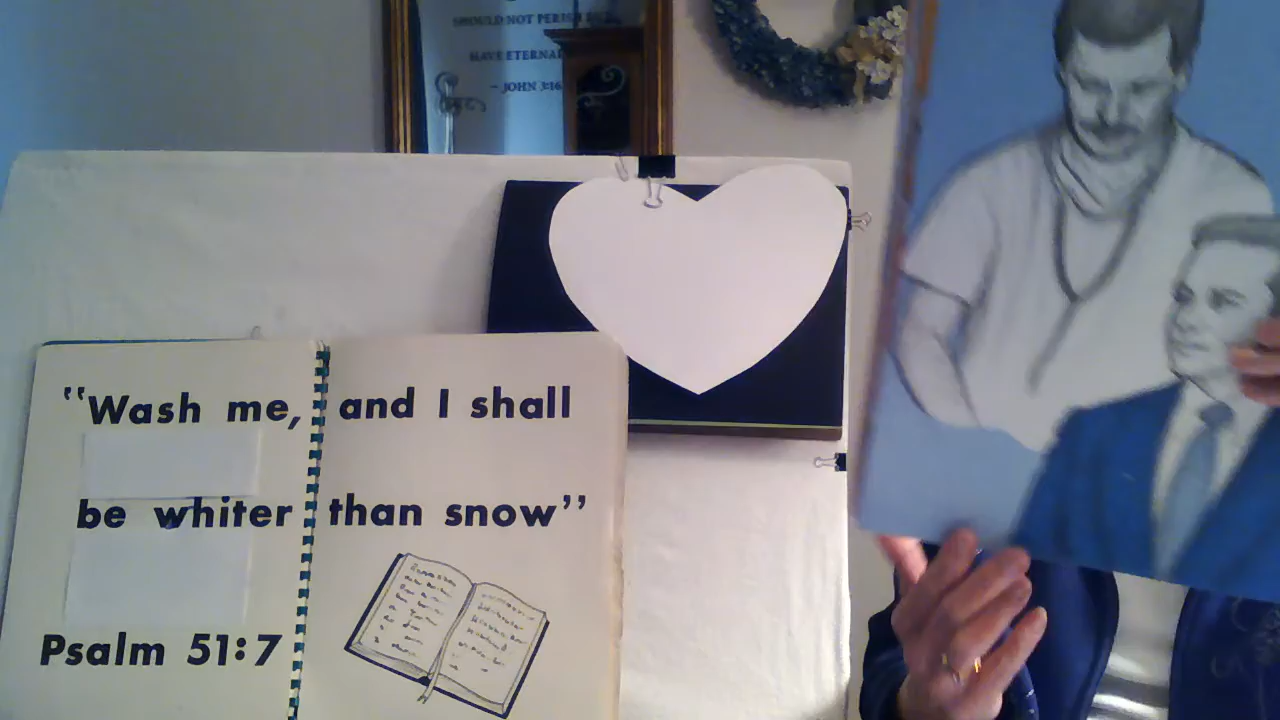 SHOULD NOT PERISH BUT
HAVE ETERNAL
~ JOHN 3:16
"Wash me, and I shall
be whiter than snow"
Psalm 51:7